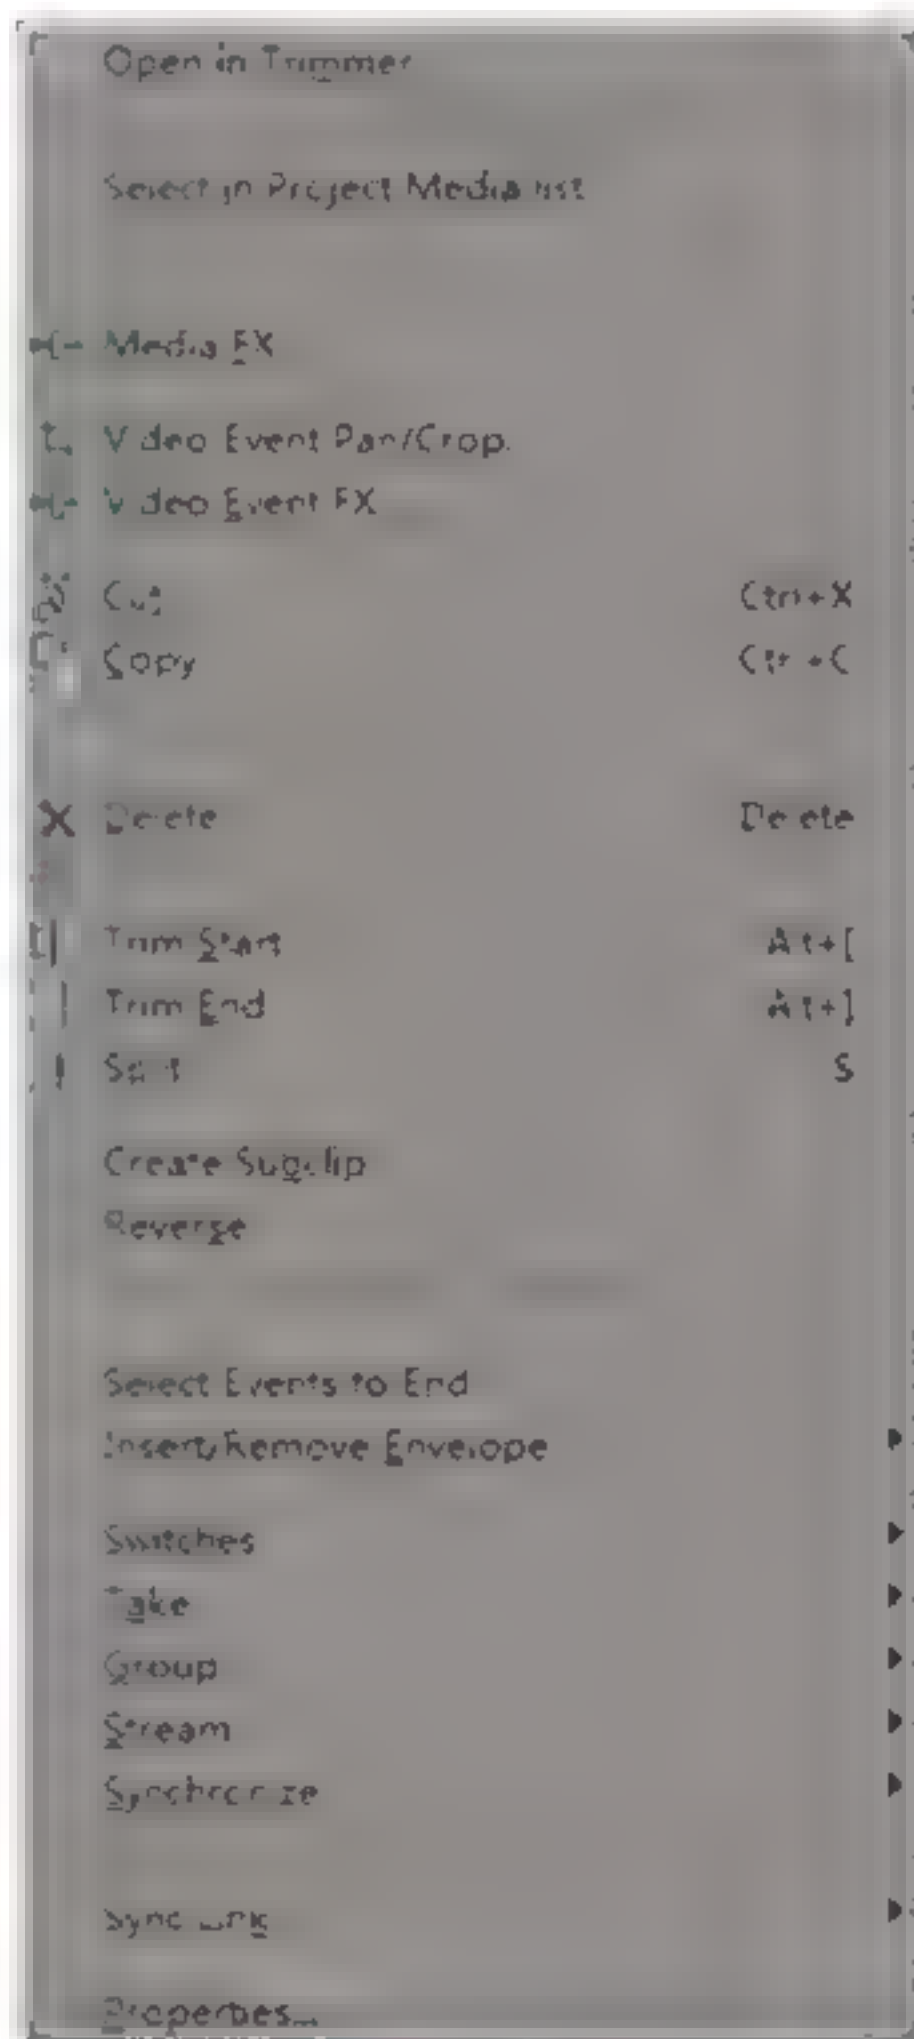 Open in Trimmer
Select in Project Media list
Media FX
Video Event Pan/Crop...
Video Event FX...
Cut Ctrl+X
Copy Ctrl+C
Delete Delete
Trim Start Alt+[
Trim End Alt+]
Split S
Create Subclip
Reverse
Select Events to End
Insert/Remove Envelope
Switches
Take
Group
Stream
Synchronize
Sync Link
Properties...